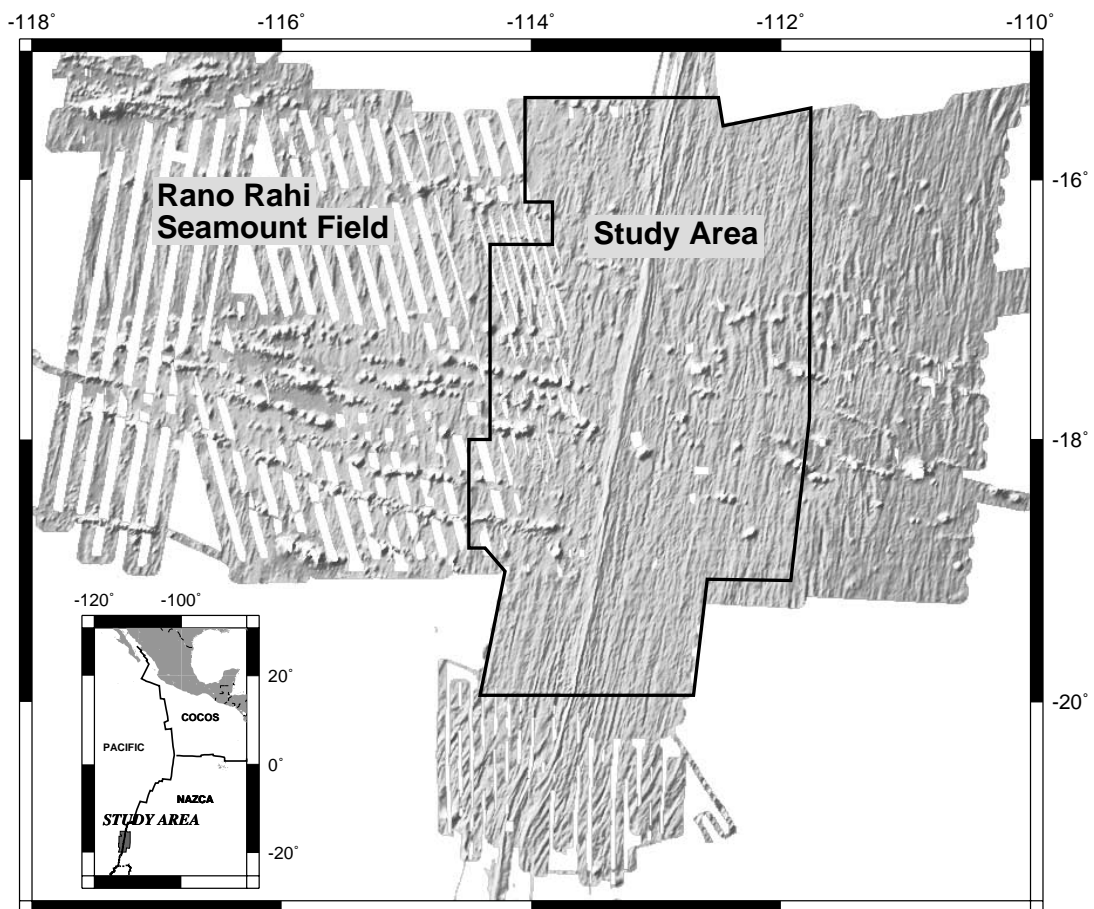 -118˚ -116˚ -114˚ -112˚ -110˚
-16˚
Rano Rahi
Seamount Field
Study Area
-18˚
-120˚ -100˚
20˚
-20˚
COCOS
PACIFIC
0˚
NAZCA
STUDY AREA
-20˚